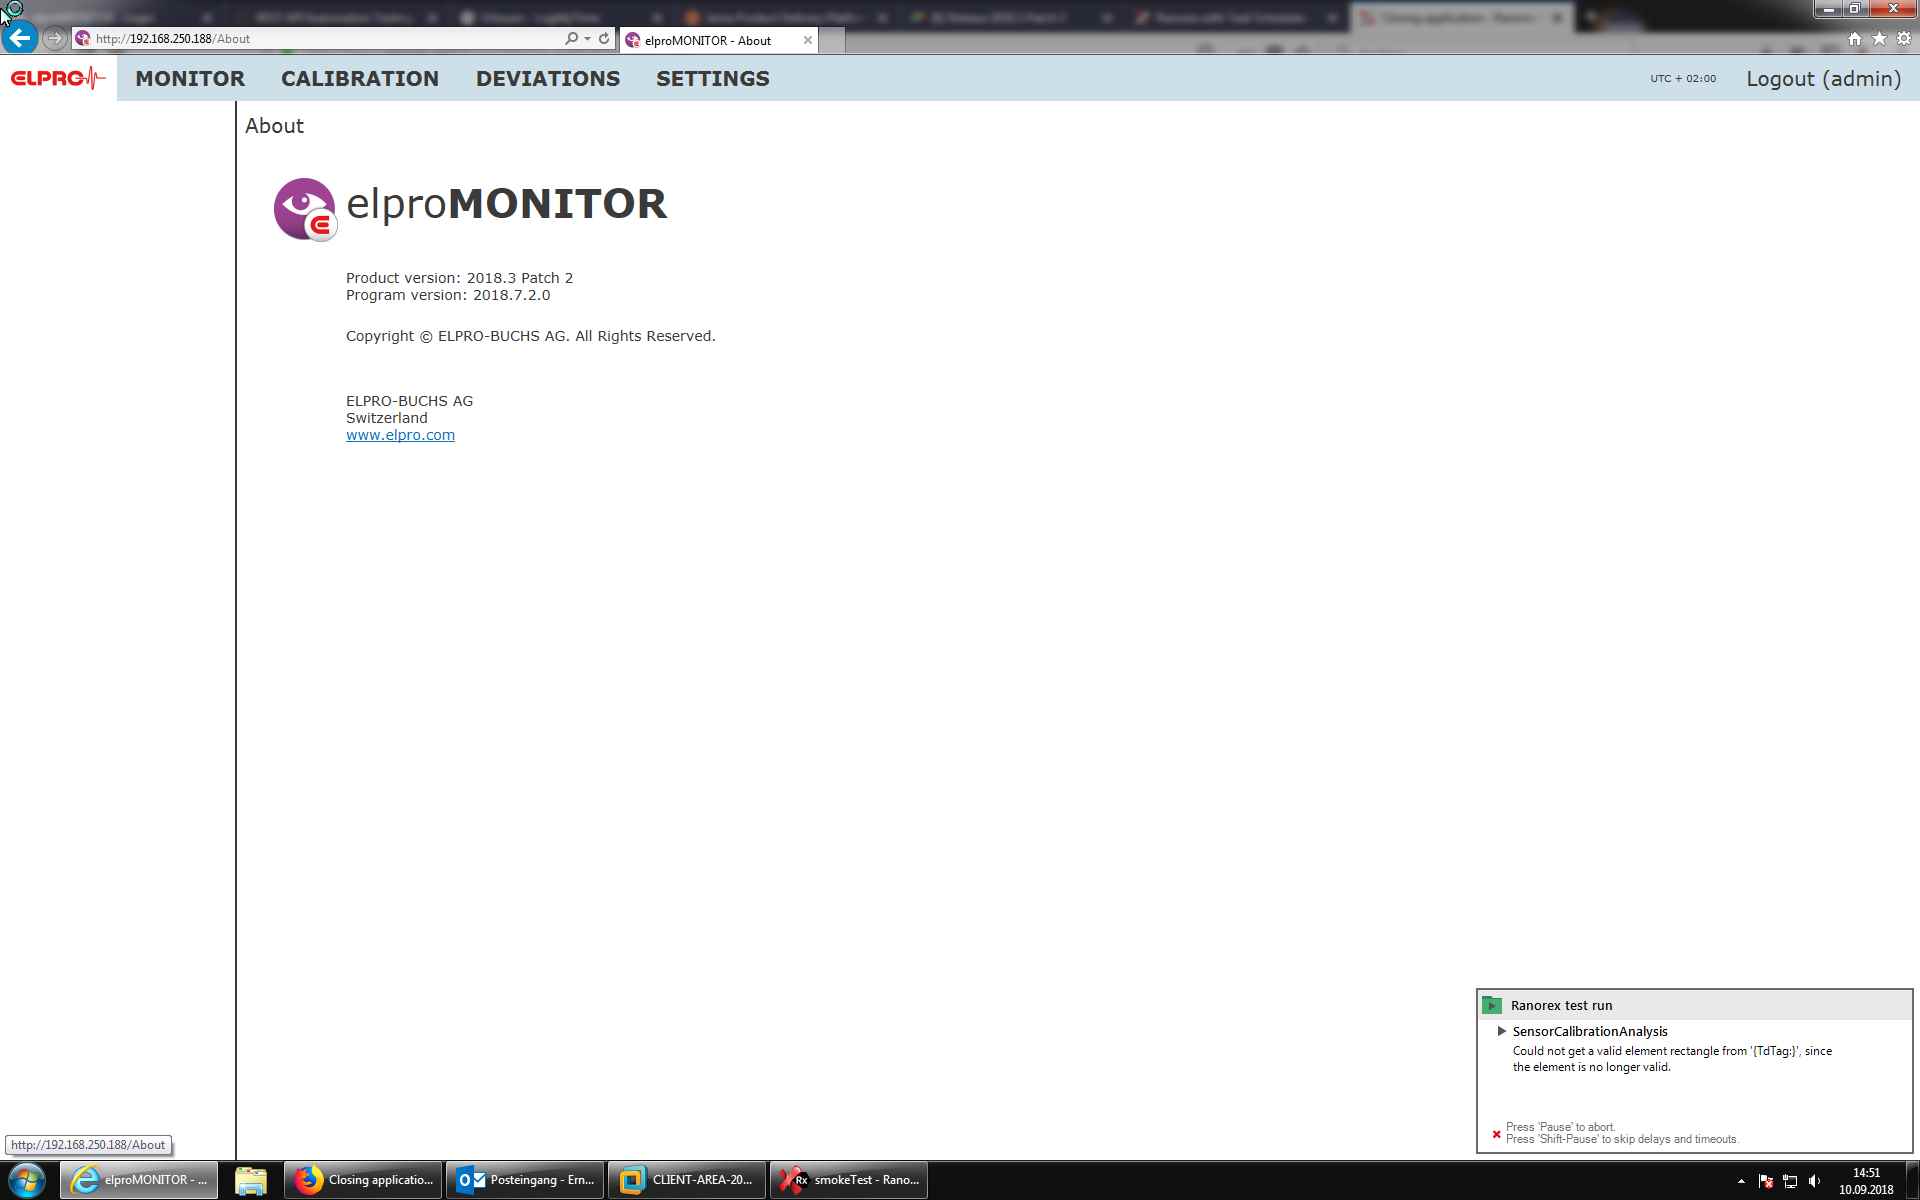 http://192.168.250.188/About
elproMONITOR - About
ELPRO
MONITOR CALIBRATION DEVIATIONS SETTINGS
UTC + 02:00
Logout (admin)
About
elproMONITOR
Product version: 2018.3 Patch 2
Program version: 2018.7.2.0
Copyright © ELPRO-BUCHS AG. All Rights Reserved.
ELPRO-BUCHS AG
Switzerland
www.elpro.com
Ranorex test run
SensorCalibrationAnalysis
Could not get a valid element rectangle from '{TdTag:}', since
the element is no longer valid.
Press 'Pause' to abort.
Press 'Shift-Pause' to skip delays and timeouts.
http://192.168.250.188/About
elproMONITOR - ...
Closing applicatio...
Posteingang - Ern...
CLIENT-AREA-20...
Rx
smokeTest - Rano...
14:51
10.09.2018